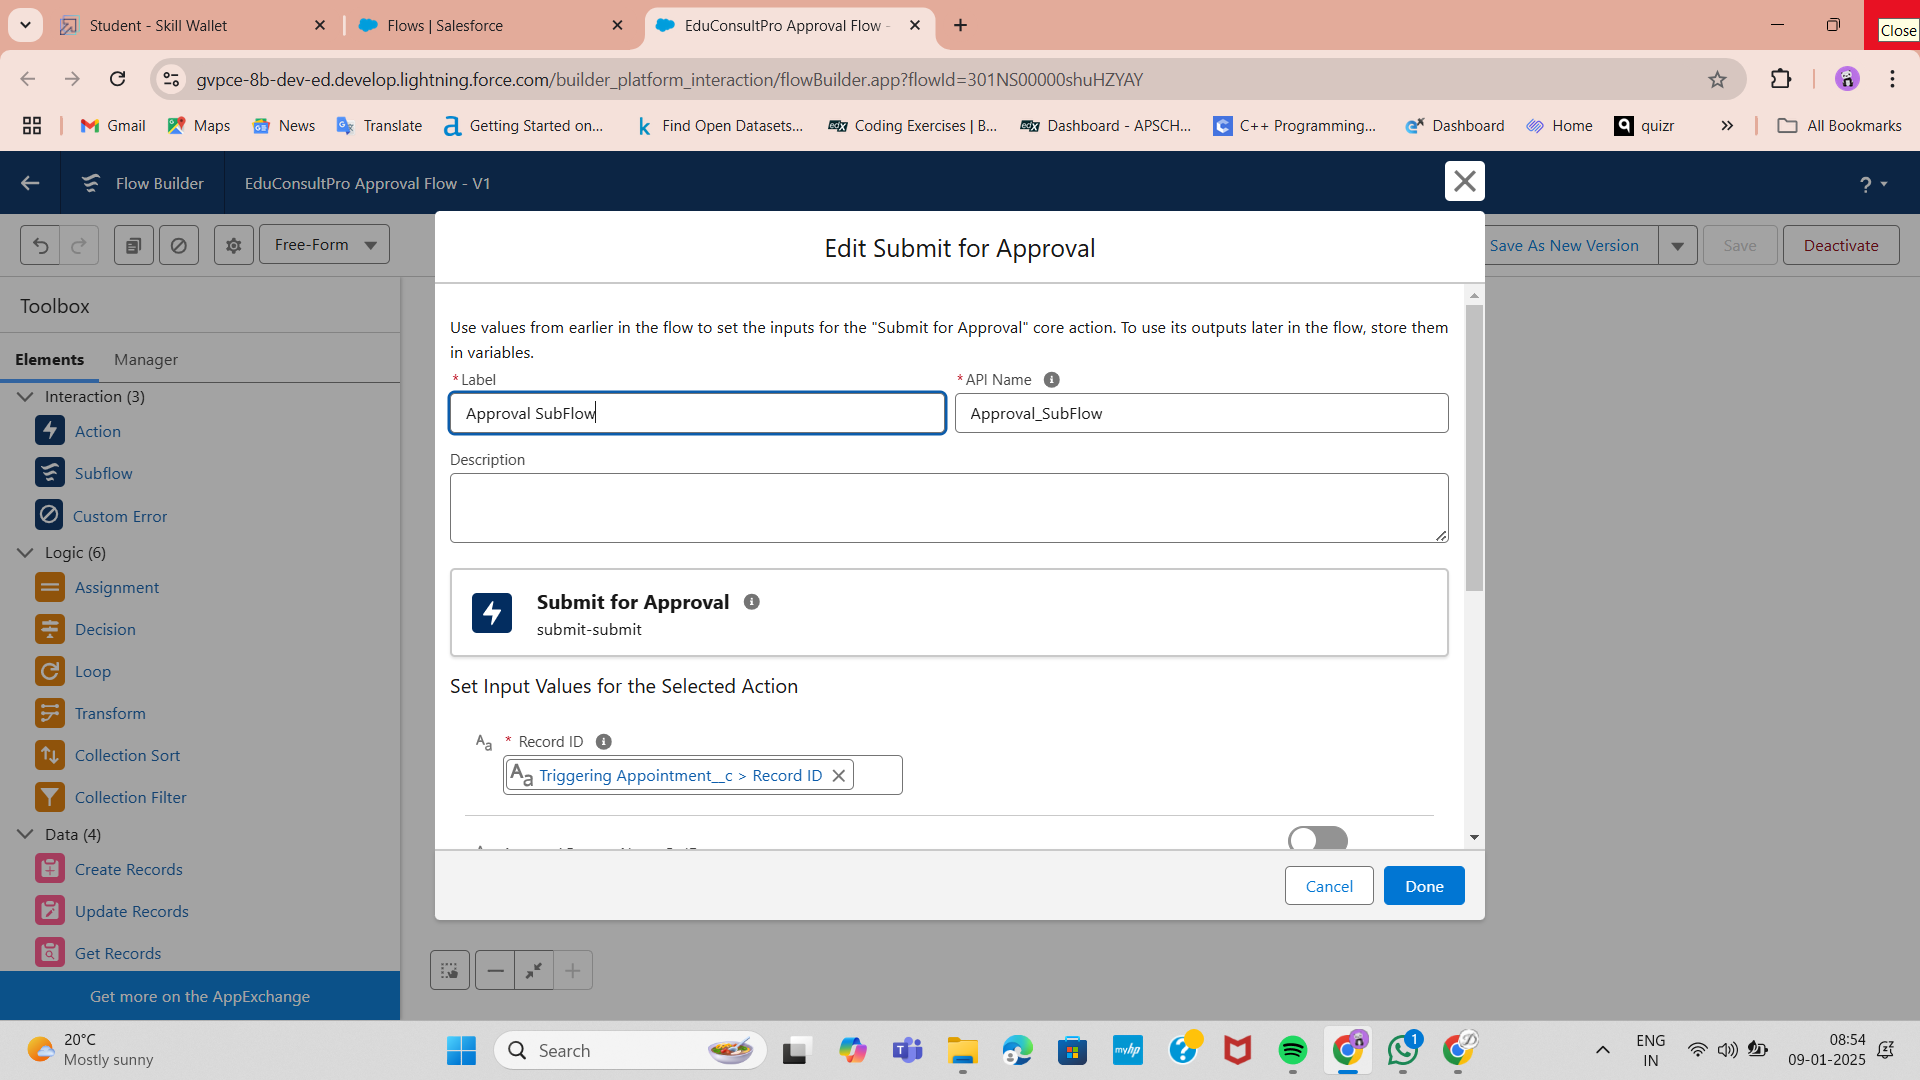 Student - Skill Wallet
Flows | Salesforce
EduConsultPro Approval Flow -
Close
gvpce-8b-dev-ed.develop.lightning.force.com/builder_platform_interaction/flowBuilder.app?flowId=301NS00000shuHZYAY
Gmail
Maps
News
Translate
Getting Started on...
Find Open Datasets...
Coding Exercises | B...
Dashboard - APSCH...
C++ Programming...
Dashboard
Home
quizr
All Bookmarks
Flow Builder
EduConsultPro Approval Flow - V1
?
Free-Form
Save As New Version
Save
Deactivate
Toolbox
Elements
Manager
Interaction (3)
Action
Subflow
Custom Error
Logic (6)
Assignment
Decision
Loop
Transform
Collection Sort
Collection Filter
Data (4)
Create Records
Update Records
Get Records
Get more on the AppExchange
Edit Submit for Approval
Use values from earlier in the flow to set the inputs for the "Submit for Approval" core action. To use its outputs later in the flow, store them
in variables.
* Label
* API Name
Approval SubFlow
Approval_SubFlow
Description
Submit for Approval
submit-submit
Set Input Values for the Selected Action
Aa * Record ID
Aa Triggering Appointment__c > Record ID
Cancel
Done
20°C
Mostly sunny
Search
myhp
1
ENG
IN
08:54
09-01-2025